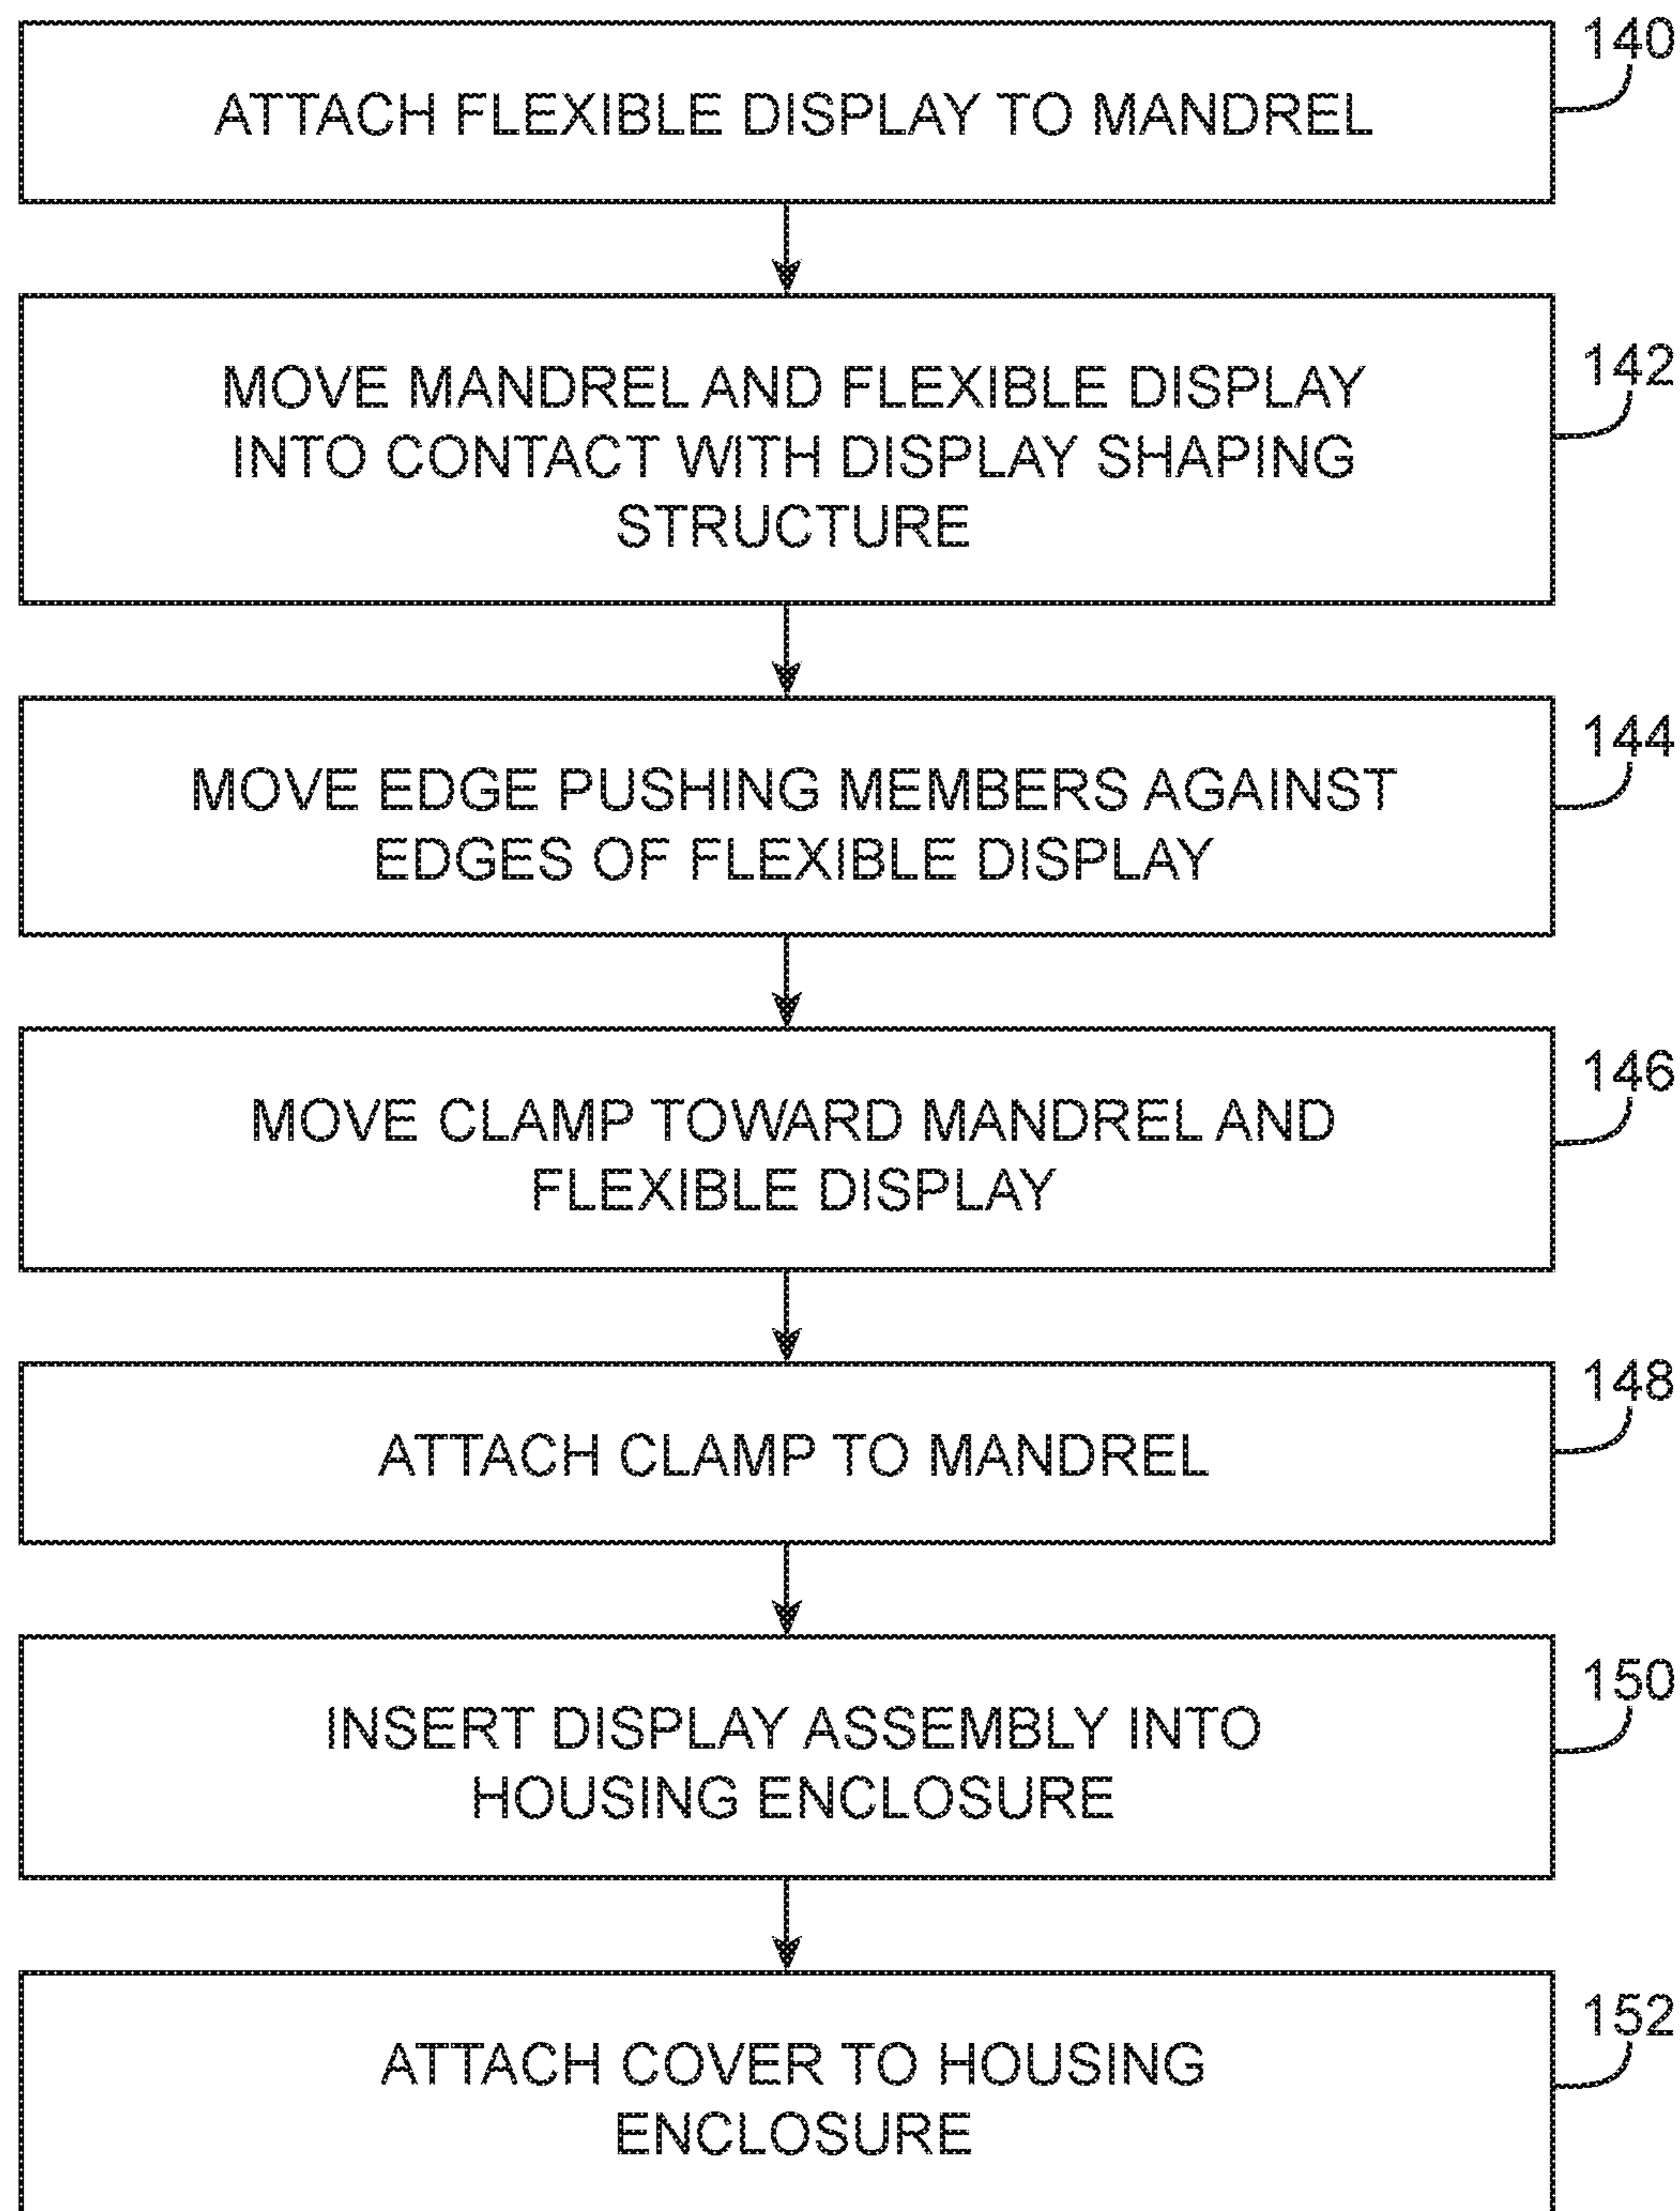 140
ATTACH FLEXIBLE DISPLAY TO MANDREL
142
MOVE MANDREL AND FLEXIBLE DISPLAY
INTO CONTACT WITH DISPLAY SHAPING
STRUCTURE
144
MOVE EDGE PUSHING MEMBERS AGAINST
EDGES OF FLEXIBLE DISPLAY
146
MOVE CLAMP TOWARD MANDREL AND
FLEXIBLE DISPLAY
148
ATTACH CLAMP TO MANDREL
150
INSERT DISPLAY ASSEMBLY INTO
HOUSING ENCLOSURE
152
ATTACH COVER TO HOUSING
ENCLOSURE